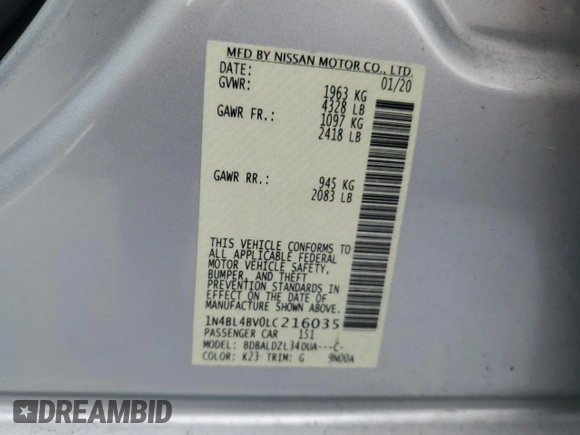 MFD BY NISSAN MOTOR CO., LTD.
DATE: 01/20
GVWR: 1963 KG
4328 LB
GAWR FR.: 1097 KG
2418 LB
GAWR RR.: 945 KG
2083 LB
THIS VEHICLE CONFORMS TO
ALL APPLICABLE FEDERAL
MOTOR VEHICLE SAFETY,
BUMPER, AND THEFT
PREVENTION STANDARDS IN
EFFECT ON THE DATE OF
MANUFACTURE SHOWN
ABOVE.
1N4BL4BV0LC216035
PASSENGER CAR 151
MODEL: BDBALDZL34DUA---C-
COLOR: K23 TRIM: G 9N00A
DREAMBID